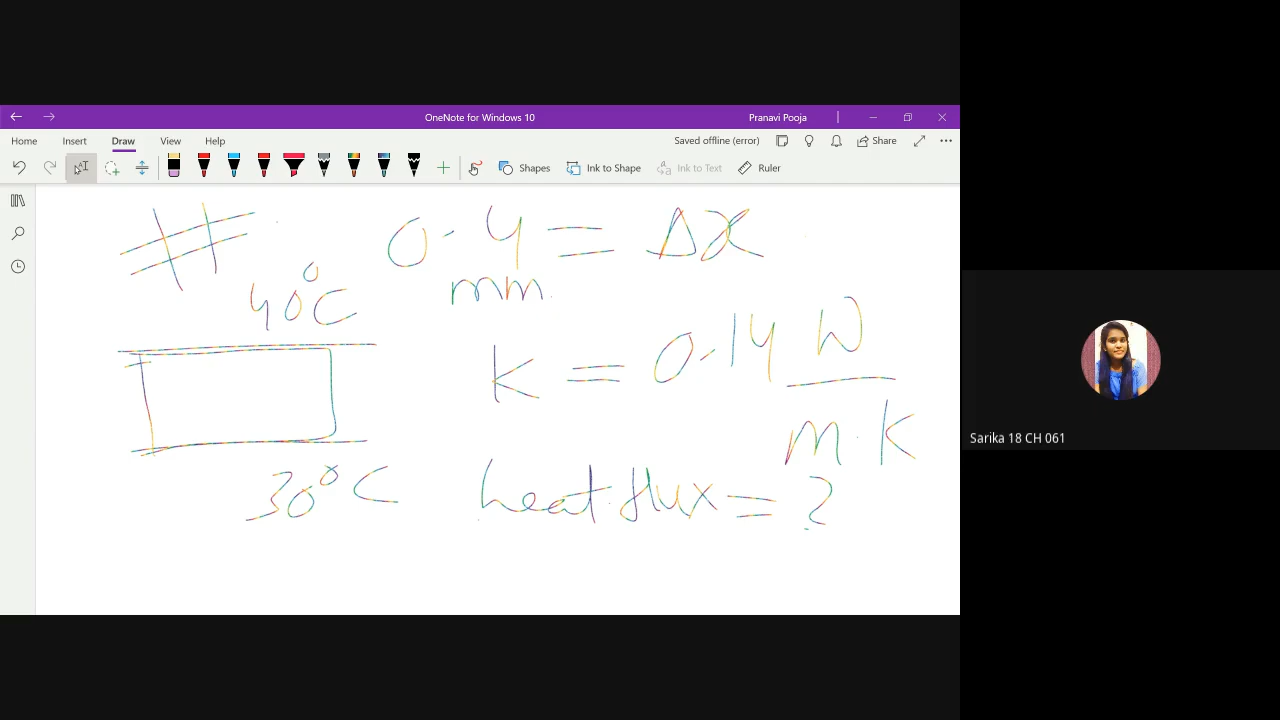 OneNote for Windows 10
Pranavi Pooja
Home Insert Draw View Help
Saved offline (error)
Share
Shapes
Ink to Shape
Ink to Text
Ruler
# 0.4 = Δx
mm
40°C
K = 0.14 W
m.K
30°C
heat flux = ?
Sarika 18 CH 061